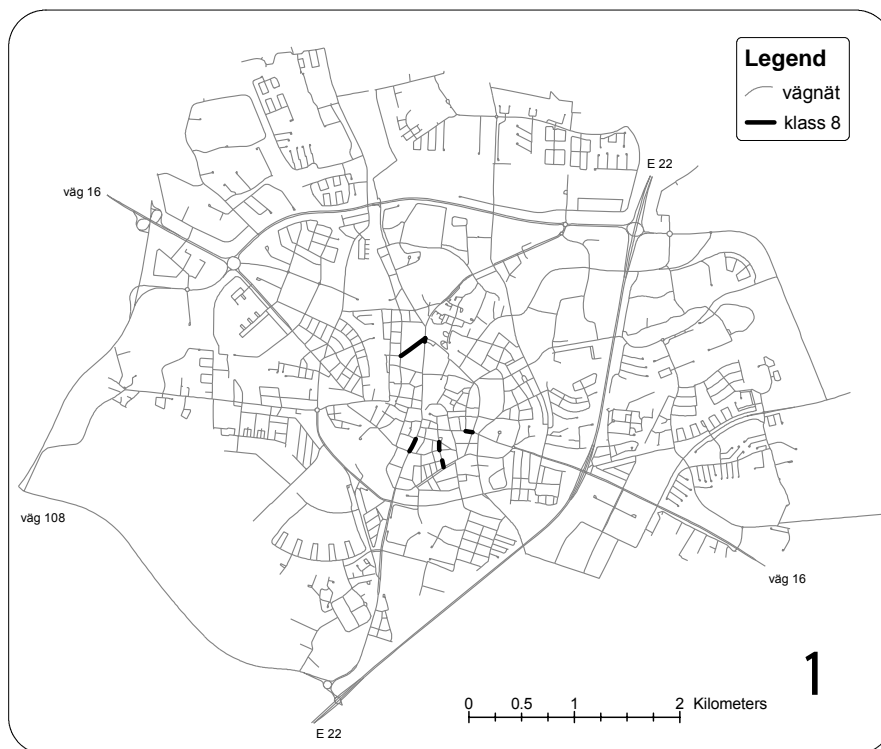 Legend
vägnät
klass 8
E 22
väg 16
väg 108
väg 16
1
0 0.5 1 2 Kilometers
E 22